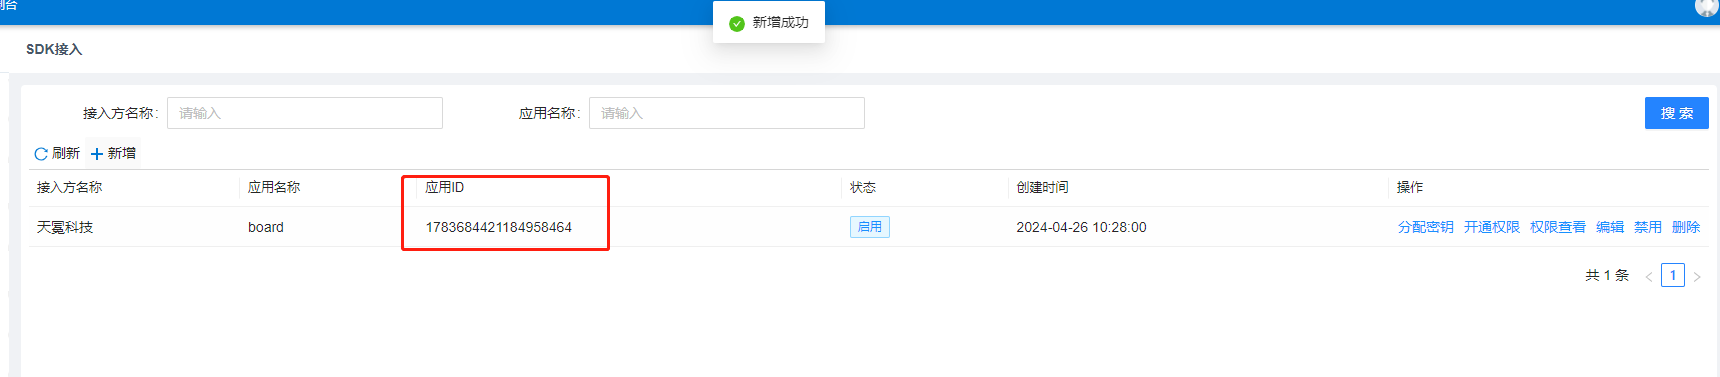 制台
新增成功
SDK接入
接入方名称: 请输入 应用名称: 请输入 搜 索
刷新 新增
接入方名称 应用名称 应用ID 状态 创建时间 操作
天冕科技 board 1783684421184958464 启用 2024-04-26 10:28:00 分配密钥 开通权限 权限查看 编辑 禁用 删除
共 1 条 < 1 >